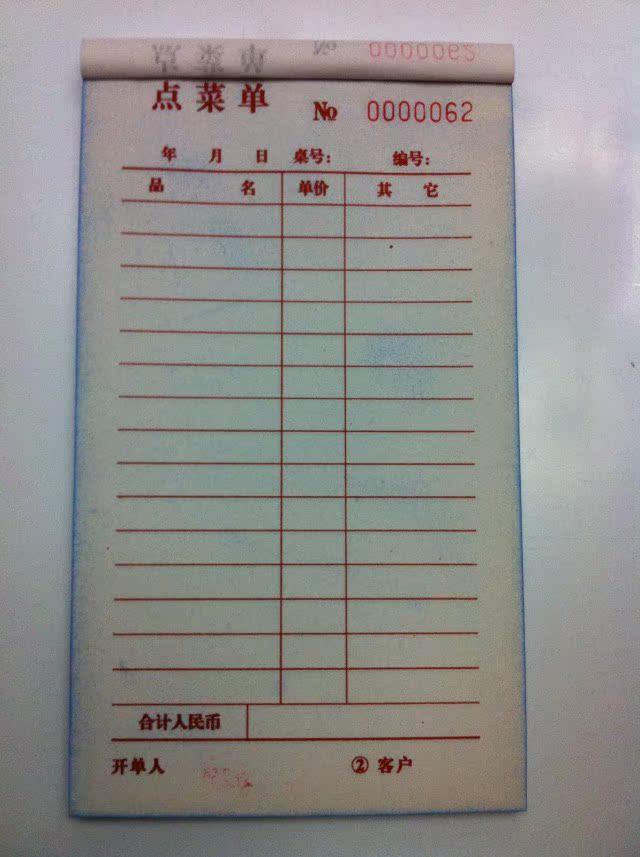 点菜单 № 0000062
年 月 日 桌号： 编号：
品 名 单价 其 它
合计人民币
开单人 ② 客户